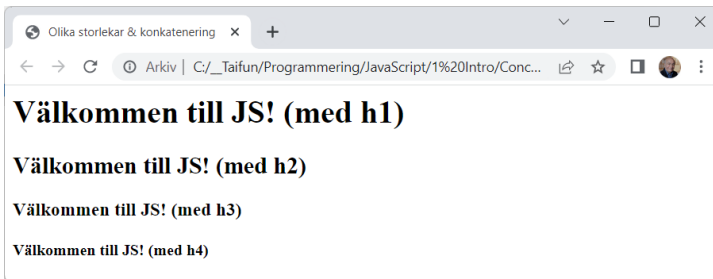 Olika storlekar & konkatenering
Arkiv | C:/__Taifun/Programmering/JavaScript/1%20Intro/Conc...
Välkommen till JS! (med h1)
Välkommen till JS! (med h2)
Välkommen till JS! (med h3)
Välkommen till JS! (med h4)